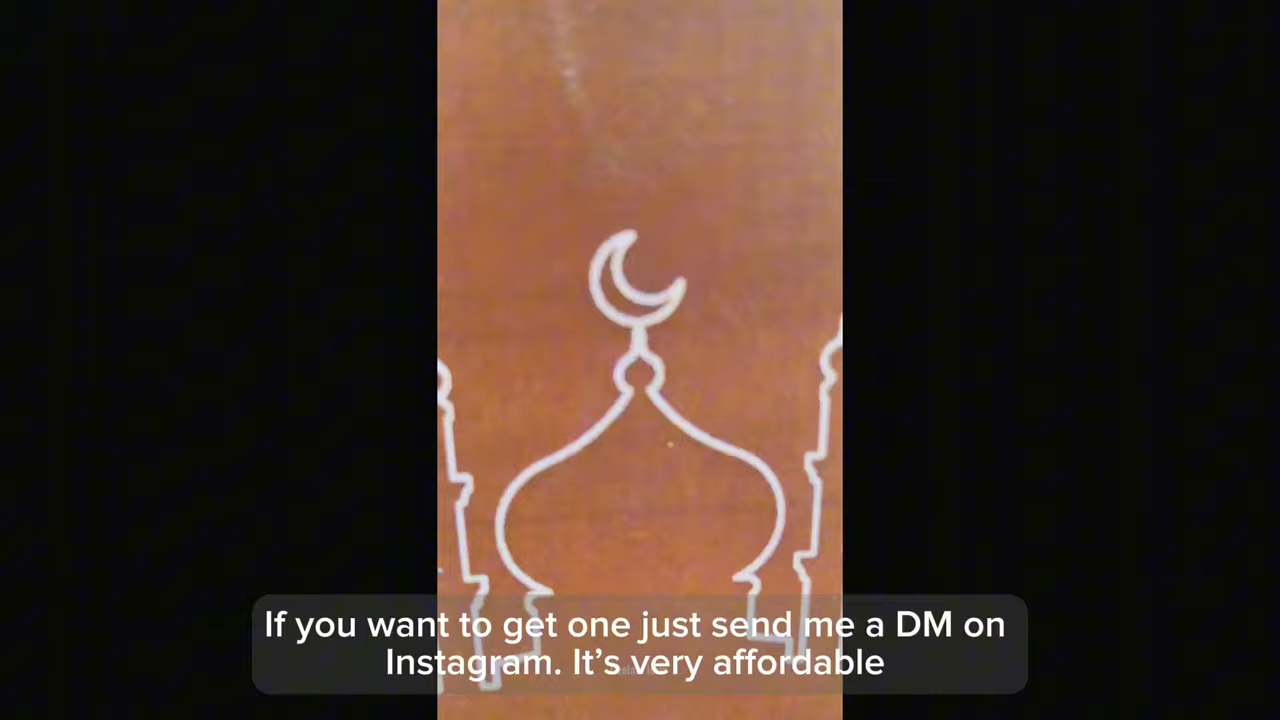 If you want to get one just send me a DM on
Instagram. It’s very affordable